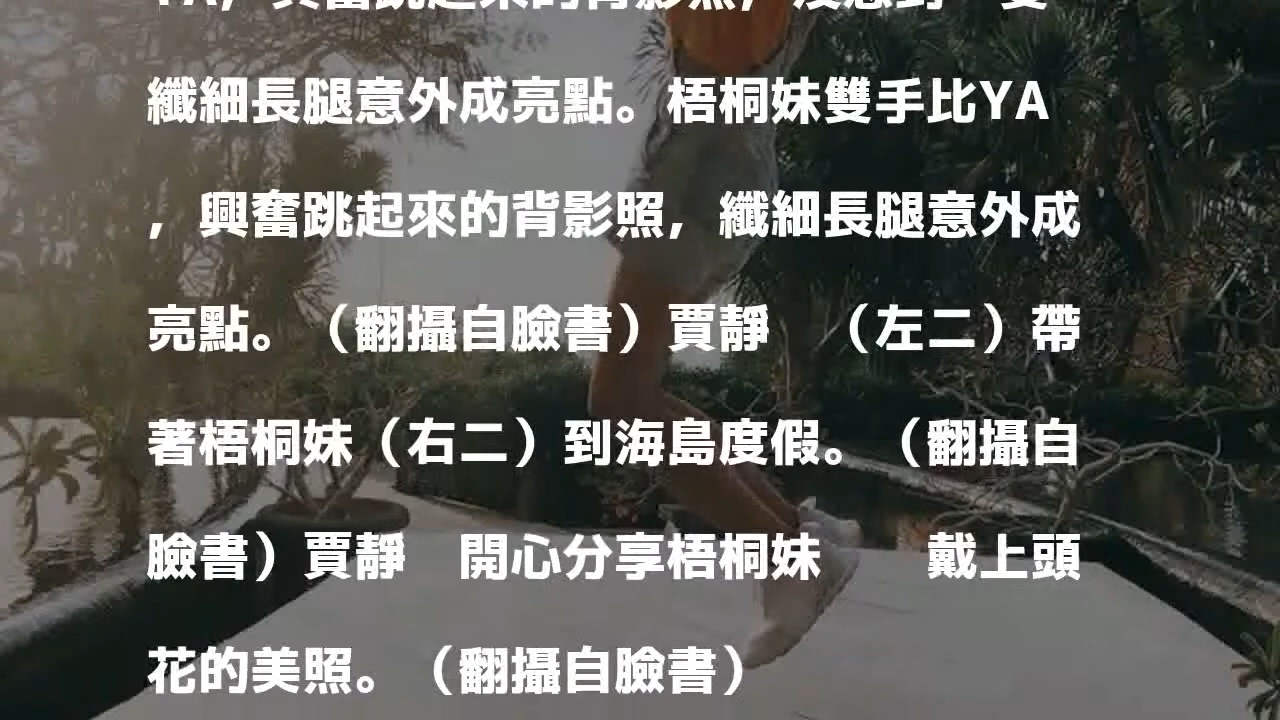 纖細長腿意外成亮點。梧桐妹雙手比YA
，興奮跳起來的背影照，纖細長腿意外成
亮點。（翻攝自臉書）賈靜　（左二）帶
著梧桐妹（右二）到海島度假。（翻攝自
臉書）賈靜　開心分享梧桐妹　　戴上頭
花的美照。（翻攝自臉書）